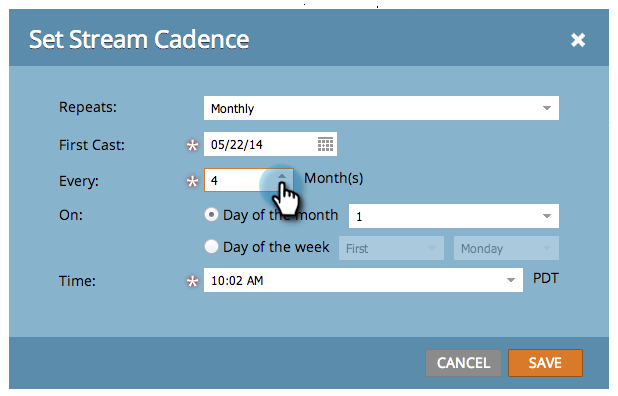 Set Stream Cadence
Repeats: Monthly
First Cast: * 05/22/14
Every: * 4 Month(s)
On: Day of the month 1
Day of the week First Monday
Time: * 10:02 AM PDT
CANCEL SAVE